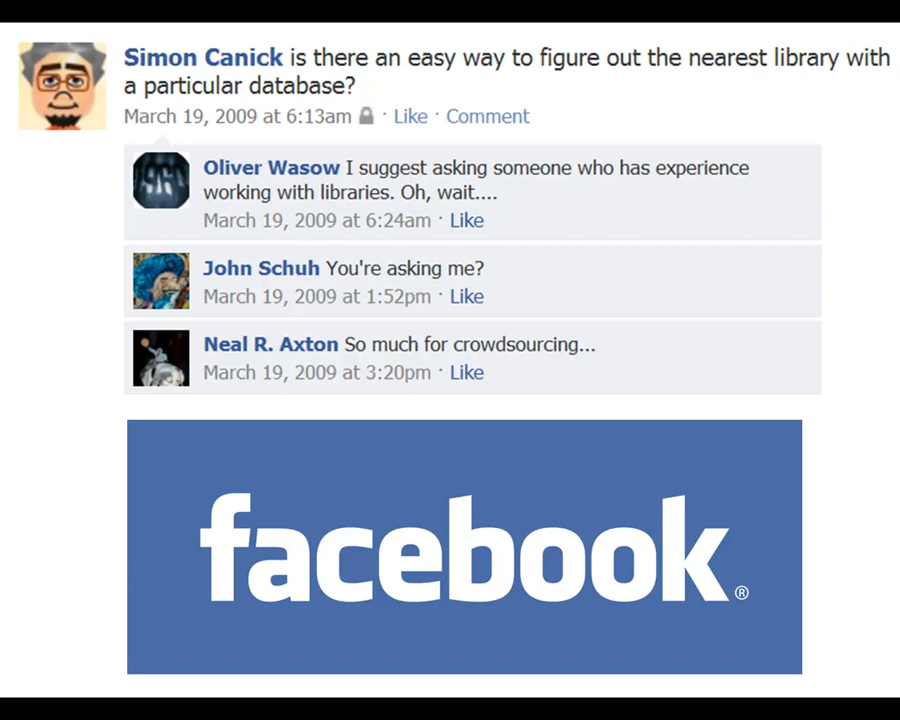 Simon Canick is there an easy way to figure out the nearest library with
a particular database?
March 19, 2009 at 6:13am · Like · Comment
Oliver Wasow I suggest asking someone who has experience
working with libraries. Oh, wait....
March 19, 2009 at 6:24am · Like
John Schuh You're asking me?
March 19, 2009 at 1:52pm · Like
Neal R. Axton So much for crowdsourcing...
March 19, 2009 at 3:20pm · Like
facebook®